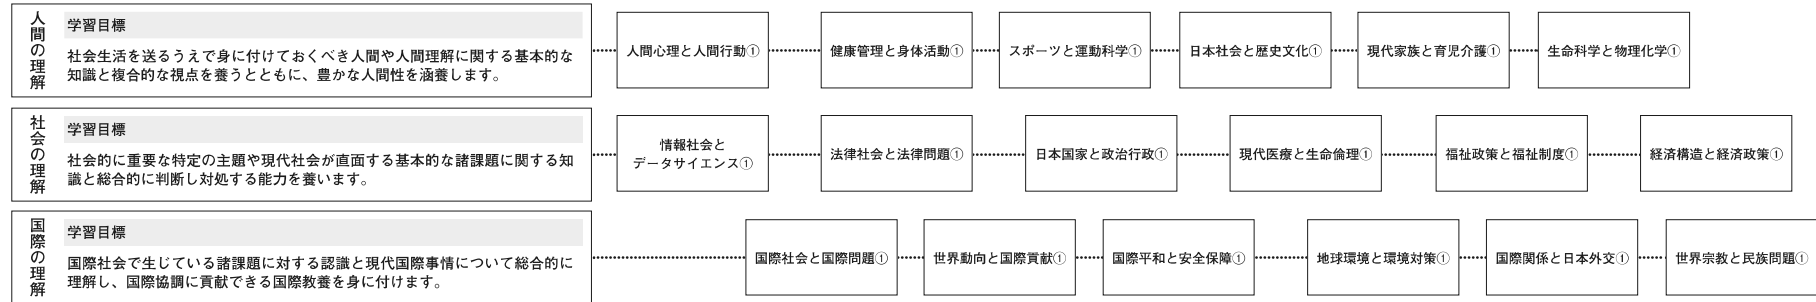 人間の理解
学習目標
社会生活を送るうえで身に付けておくべき人間や人間理解に関する基本的な
知識と複合的な視点を養うとともに、豊かな人間性を涵養します。
人間心理と人間行動①
健康管理と身体活動①
スポーツと運動科学①
日本社会と歴史文化①
現代家族と育児介護①
生命科学と物理化学①
社会の理解
学習目標
社会的に重要な特定の主題や現代社会が直面する基本的な諸課題に関する知
識と総合的に判断し対処する能力を養います。
情報社会と
データサイエンス①
法律社会と法律問題①
日本国家と政治行政①
現代医療と生命倫理①
福祉政策と福祉制度①
経済構造と経済政策①
国際の理解
学習目標
国際社会で生じている諸課題に対する認識と現代国際事情について総合的に
理解し、国際協調に貢献できる国際教養を身に付けます。
国際社会と国際問題①
世界動向と国際貢献①
国際平和と安全保障①
地球環境と環境対策①
国際関係と日本外交①
世界宗教と民族問題①